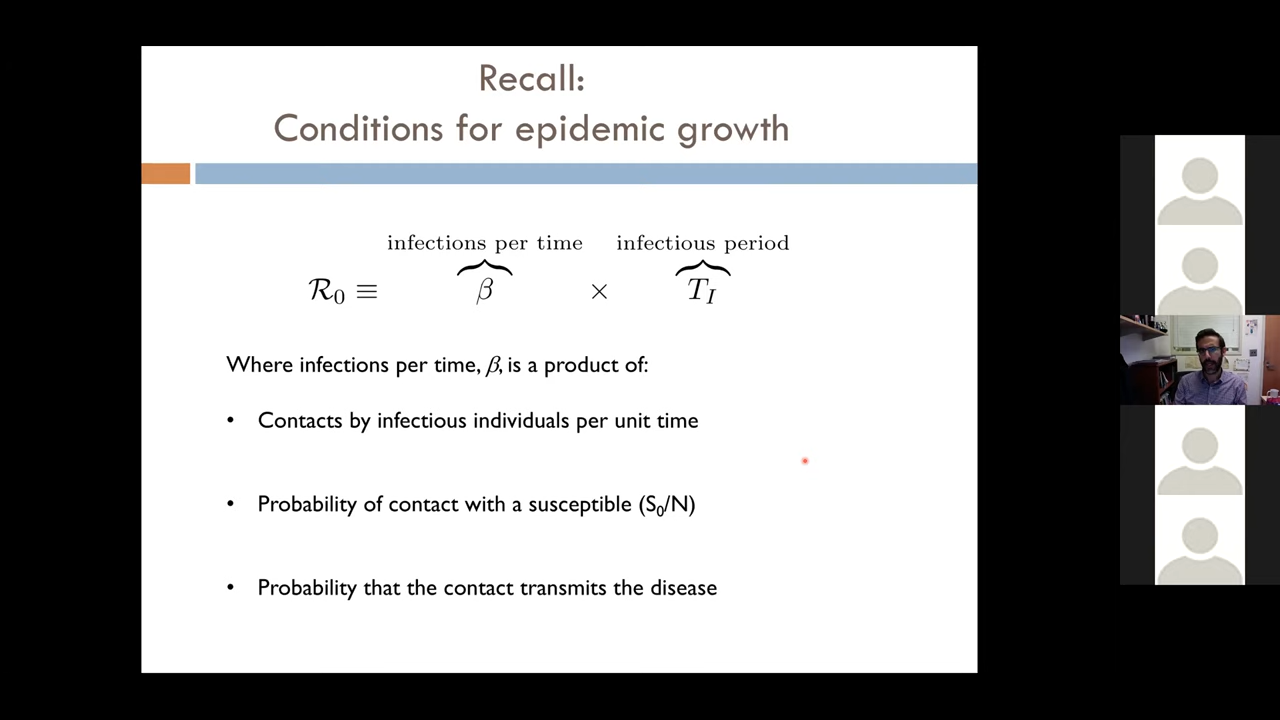 Recall:
Conditions for epidemic growth
infections per time infectious period
ℛ₀ ≡ β × T_I
Where infections per time, β, is a product of:
• Contacts by infectious individuals per unit time
• Probability of contact with a susceptible (S₀/N)
• Probability that the contact transmits the disease